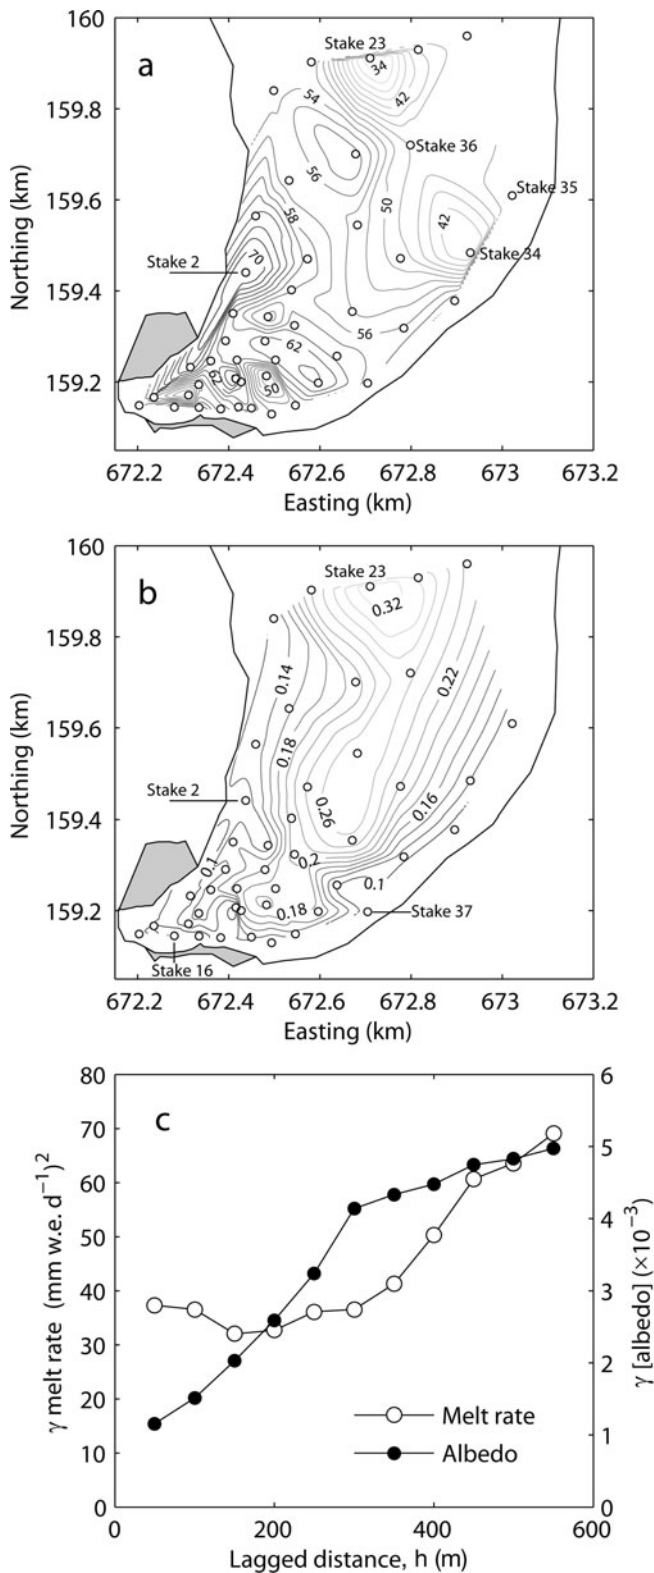 a
Stake 23
34
42
54
Stake 36
56
Stake 35
58
50
42
70
Stake 2
Stake 34
56
62
62
50
160
159.8
159.6
159.4
159.2
Northing (km)
672.2 672.4 672.6 672.8 673 673.2
Easting (km)
b
Stake 23
0.32
0.14
0.22
0.18
Stake 2
0.26
0.16
0.2
0.1
0.1
0.18
Stake 37
Stake 16
160
159.8
159.6
159.4
159.2
Northing (km)
672.2 672.4 672.6 672.8 673 673.2
Easting (km)
c
80
70
60
50
40
30
20
10
0
γ melt rate (mm w.e. d⁻¹)²
6
5
4
3
2
1
0
γ [albedo] (×10⁻³)
Melt rate
Albedo
0 200 400 600
Lagged distance, h (m)